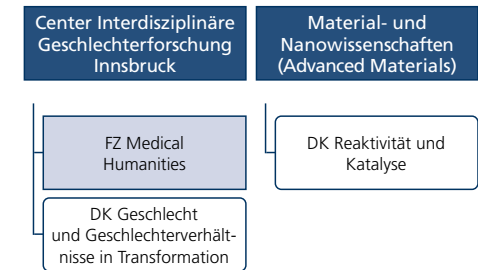 Center Interdisziplinäre
Geschlechterforschung
Innsbruck
FZ Medical
Humanities
DK Geschlecht
und Geschlechterverhält-
nisse in Transformation
Material- und
Nanowissenschaften
(Advanced Materials)
DK Reaktivität und
Katalyse